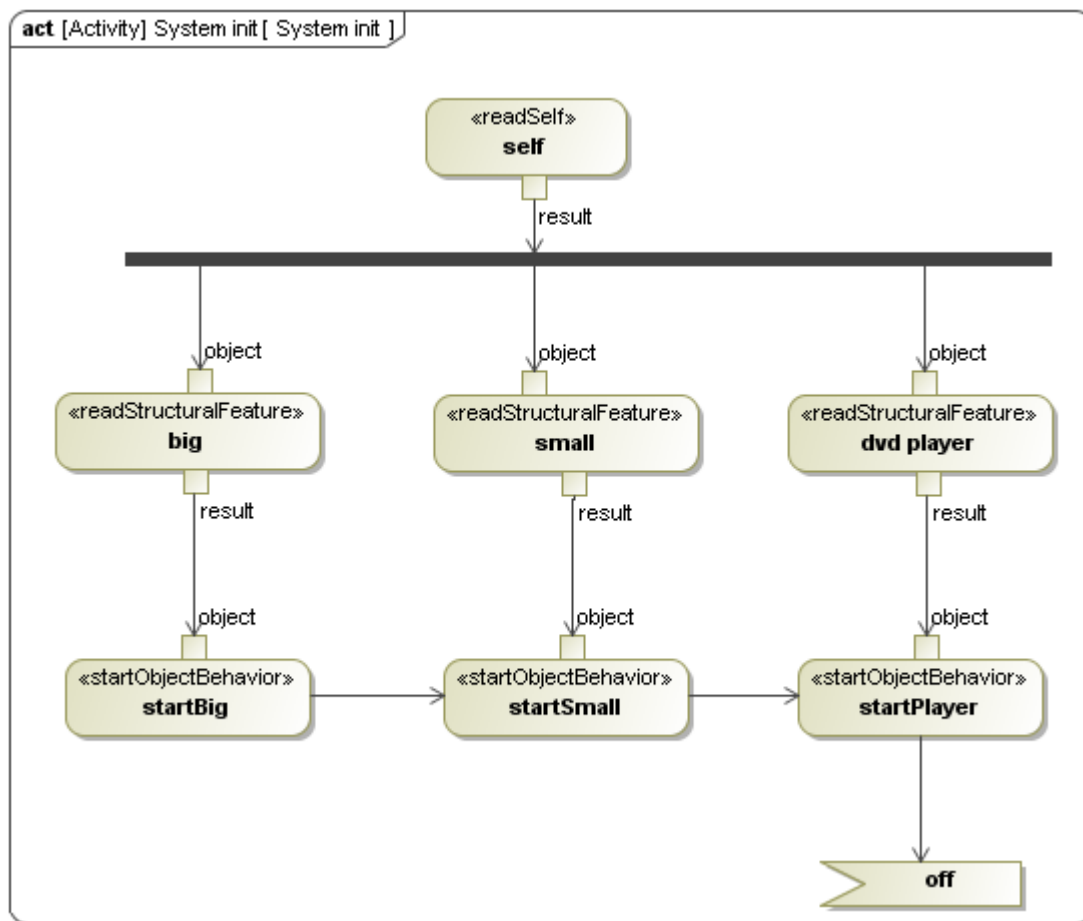 act [Activity] System init [ System init ]
«readSelf»
self
result
object
object
object
«readStructuralFeature»
big
«readStructuralFeature»
small
«readStructuralFeature»
dvd player
result
result
result
object
object
object
«startObjectBehavior»
startBig
«startObjectBehavior»
startSmall
«startObjectBehavior»
startPlayer
off